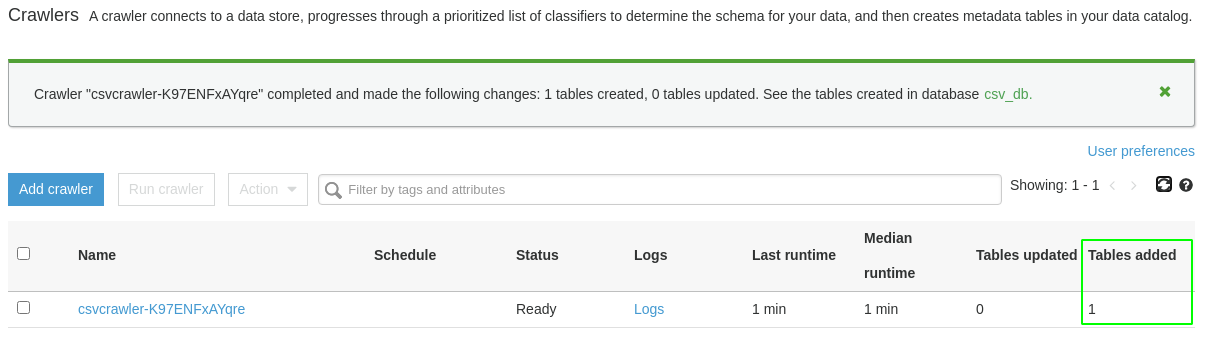 Crawlers A crawler connects to a data store, progresses through a prioritized list of classifiers to determine the schema for your data, and then creates metadata tables in your data catalog.
Crawler "csvcrawler-K97ENFxAYqre" completed and made the following changes: 1 tables created, 0 tables updated. See the tables created in database csv_db.
User preferences
Add crawler Run crawler Action Filter by tags and attributes Showing: 1 - 1
Name Schedule Status Logs Last runtime Median runtime Tables updated Tables added
csvcrawler-K97ENFxAYqre Ready Logs 1 min 1 min 0 1